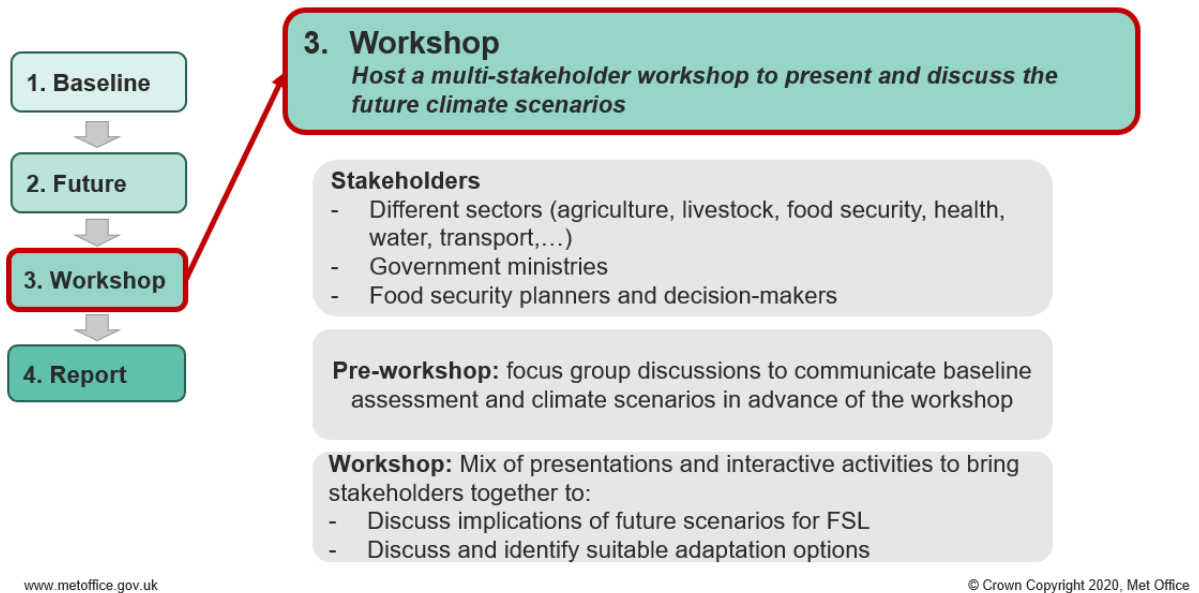 1. Baseline
2. Future
3. Workshop
4. Report
3. Workshop
Host a multi-stakeholder workshop to present and discuss the
future climate scenarios
Stakeholders
- Different sectors (agriculture, livestock, food security, health,
water, transport,…)
- Government ministries
- Food security planners and decision-makers
Pre-workshop: focus group discussions to communicate baseline
assessment and climate scenarios in advance of the workshop
Workshop: Mix of presentations and interactive activities to bring
stakeholders together to:
- Discuss implications of future scenarios for FSL
- Discuss and identify suitable adaptation options
www.metoffice.gov.uk
© Crown Copyright 2020, Met Office